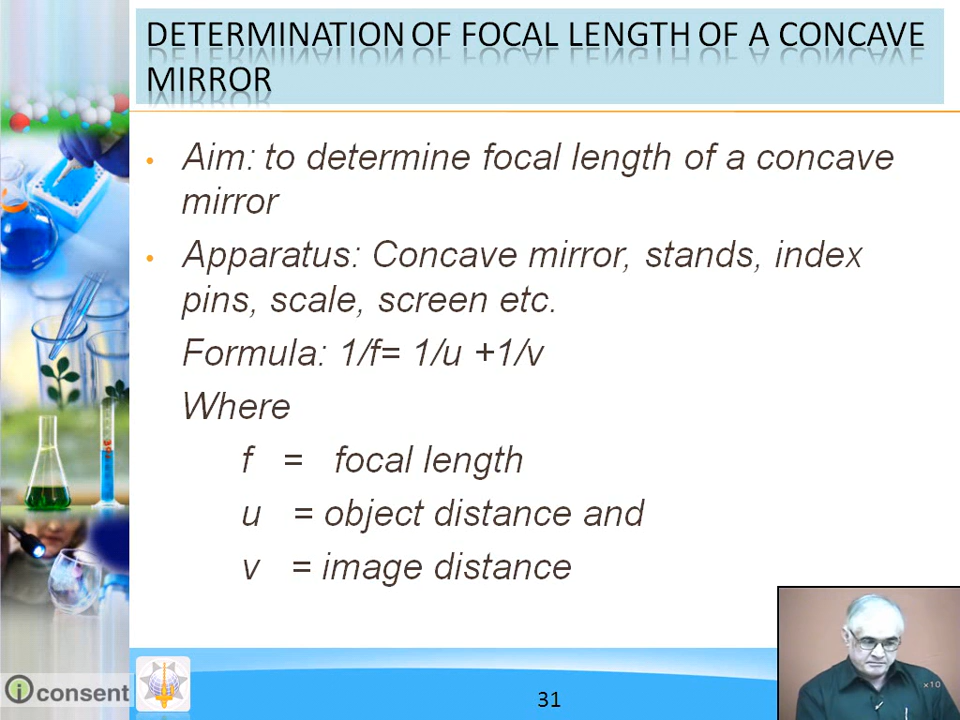 DETERMINATION OF FOCAL LENGTH OF A CONCAVE
MIRROR
• Aim: to determine focal length of a concave
mirror
• Apparatus: Concave mirror, stands, index
pins, scale, screen etc.
Formula: 1/f= 1/u +1/v
Where
f = focal length
u = object distance and
v = image distance
×10
i consent
31